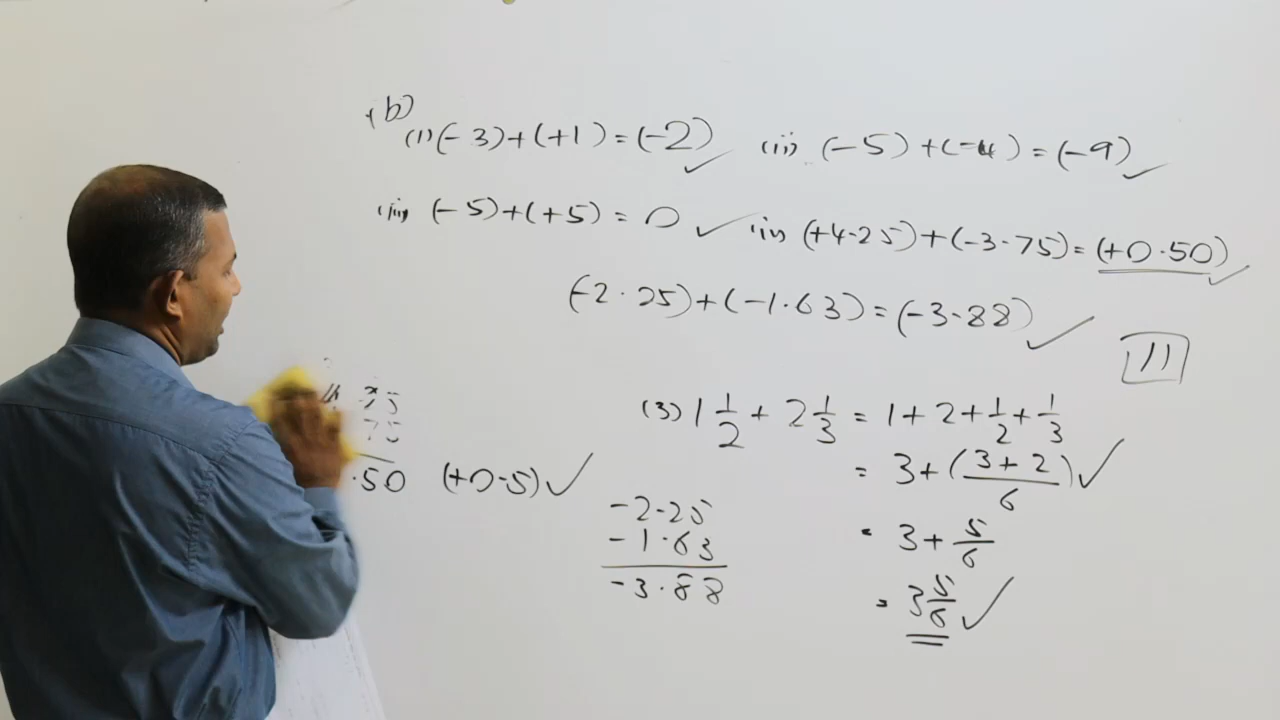 (b)
(i) (-3)+(+1)=(-2) ✓ (ii) (-5)+(-4)=(-9) ✓
(iii) (-5)+(+5)=0 ✓ (iv) (+4.25)+(-3.75)=(+0.50) ✓
(-2.25)+(-1.63)=(-3.88) ✓
11
(3) 1 1/2 + 2 1/3 = 1+2+1/2+1/3
= 3+(3+2)/6 ✓
= 3+5/6
= 3 5/6 ✓
75
.50 (+0.5) ✓
-2.25
-1.63
-3.88